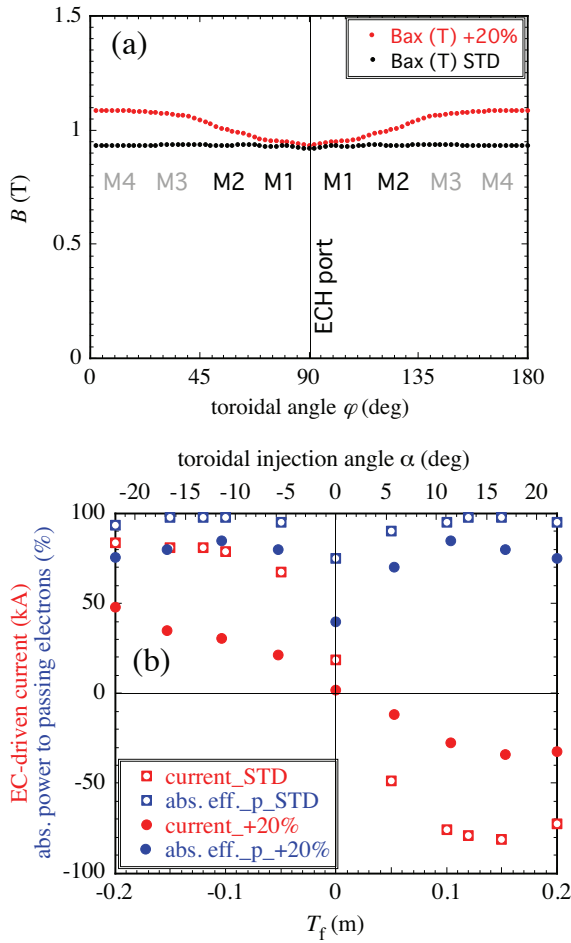 (a)
Bax (T) +20%
Bax (T) STD
M4 M3 M2 M1 M1 M2 M3 M4
ECH port
B (T)
1.5
1
0.5
0
0 45 90 135 180
toroidal angle φ (deg)
toroidal injection angle α (deg)
-20 -15 -10 -5 0 5 10 15 20
EC-driven current (kA)
abs. power to passing electrons (%)
100
50
0
-50
-100
(b)
current_STD
abs. eff._p_STD
current_+20%
abs. eff._p_+20%
-0.2 -0.1 0 0.1 0.2
Tf (m)